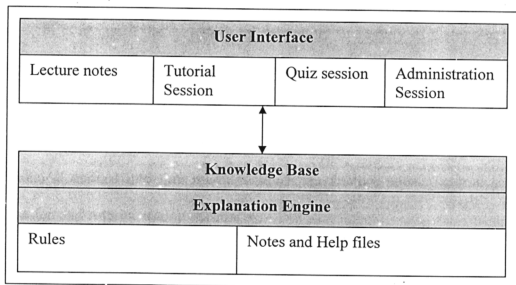 User Interface
Lecture notes
Tutorial
Session
Quiz session
Administration
Session
Knowledge Base
Explanation Engine
Rules
Notes and Help files